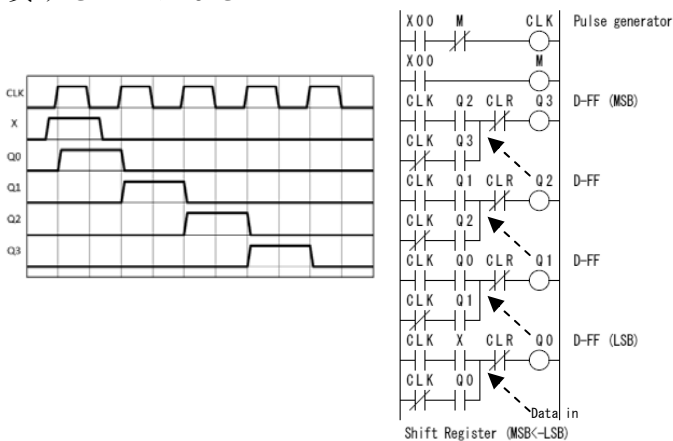 CLK
X
Q0
Q1
Q2
Q3
X00 M CLK Pulse generator
X00 M
CLK Q2 CLR Q3 D-FF (MSB)
CLK Q3
CLK Q1 CLR Q2 D-FF
CLK Q2
CLK Q0 CLR Q1 D-FF
CLK Q1
CLK X CLR Q0 D-FF (LSB)
CLK Q0
Data in
Shift Register (MSB<-LSB)